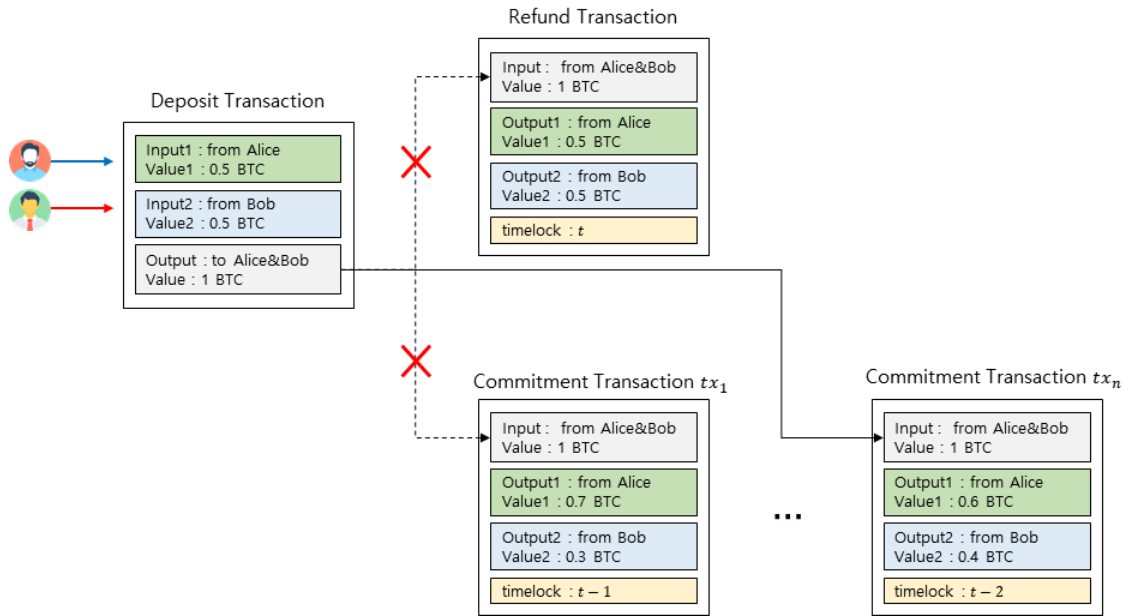 Refund Transaction
Input : from Alice&Bob
Value : 1 BTC
Output1 : from Alice
Value1 : 0.5 BTC
Output2 : from Bob
Value2 : 0.5 BTC
timelock : t
Deposit Transaction
Input1 : from Alice
Value1 : 0.5 BTC
Input2 : from Bob
Value2 : 0.5 BTC
Output : to Alice&Bob
Value : 1 BTC
Commitment Transaction tx₁
Input : from Alice&Bob
Value : 1 BTC
Output1 : from Alice
Value1 : 0.7 BTC
Output2 : from Bob
Value2 : 0.3 BTC
timelock : t − 1
...
Commitment Transaction txₙ
Input : from Alice&Bob
Value : 1 BTC
Output1 : from Alice
Value1 : 0.6 BTC
Output2 : from Bob
Value2 : 0.4 BTC
timelock : t − 2